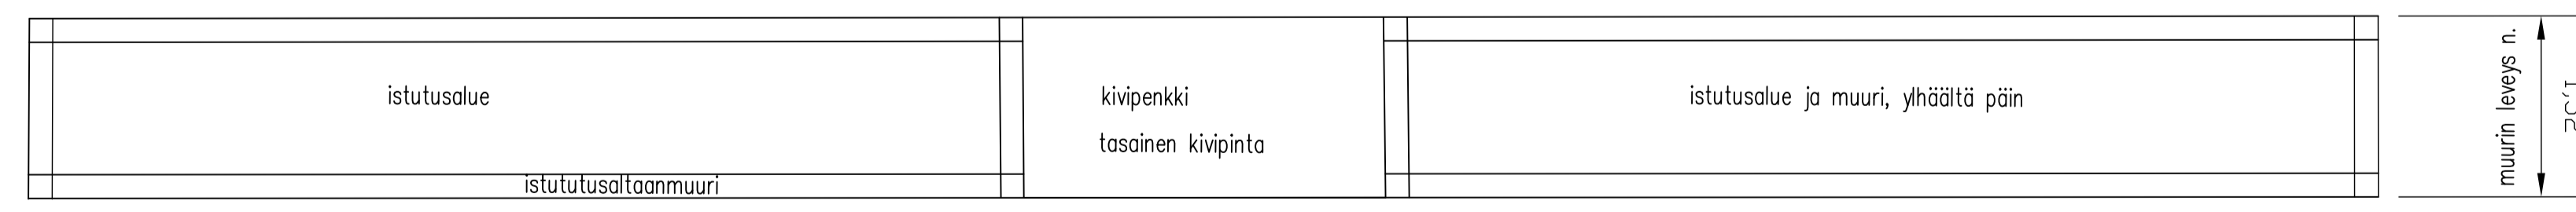 istutusalue
kivipenkki
tasainen kivipinta
istutusalue ja muuri, ylhäältä päin
istututusaltaanmuuri
muurin leveys n.